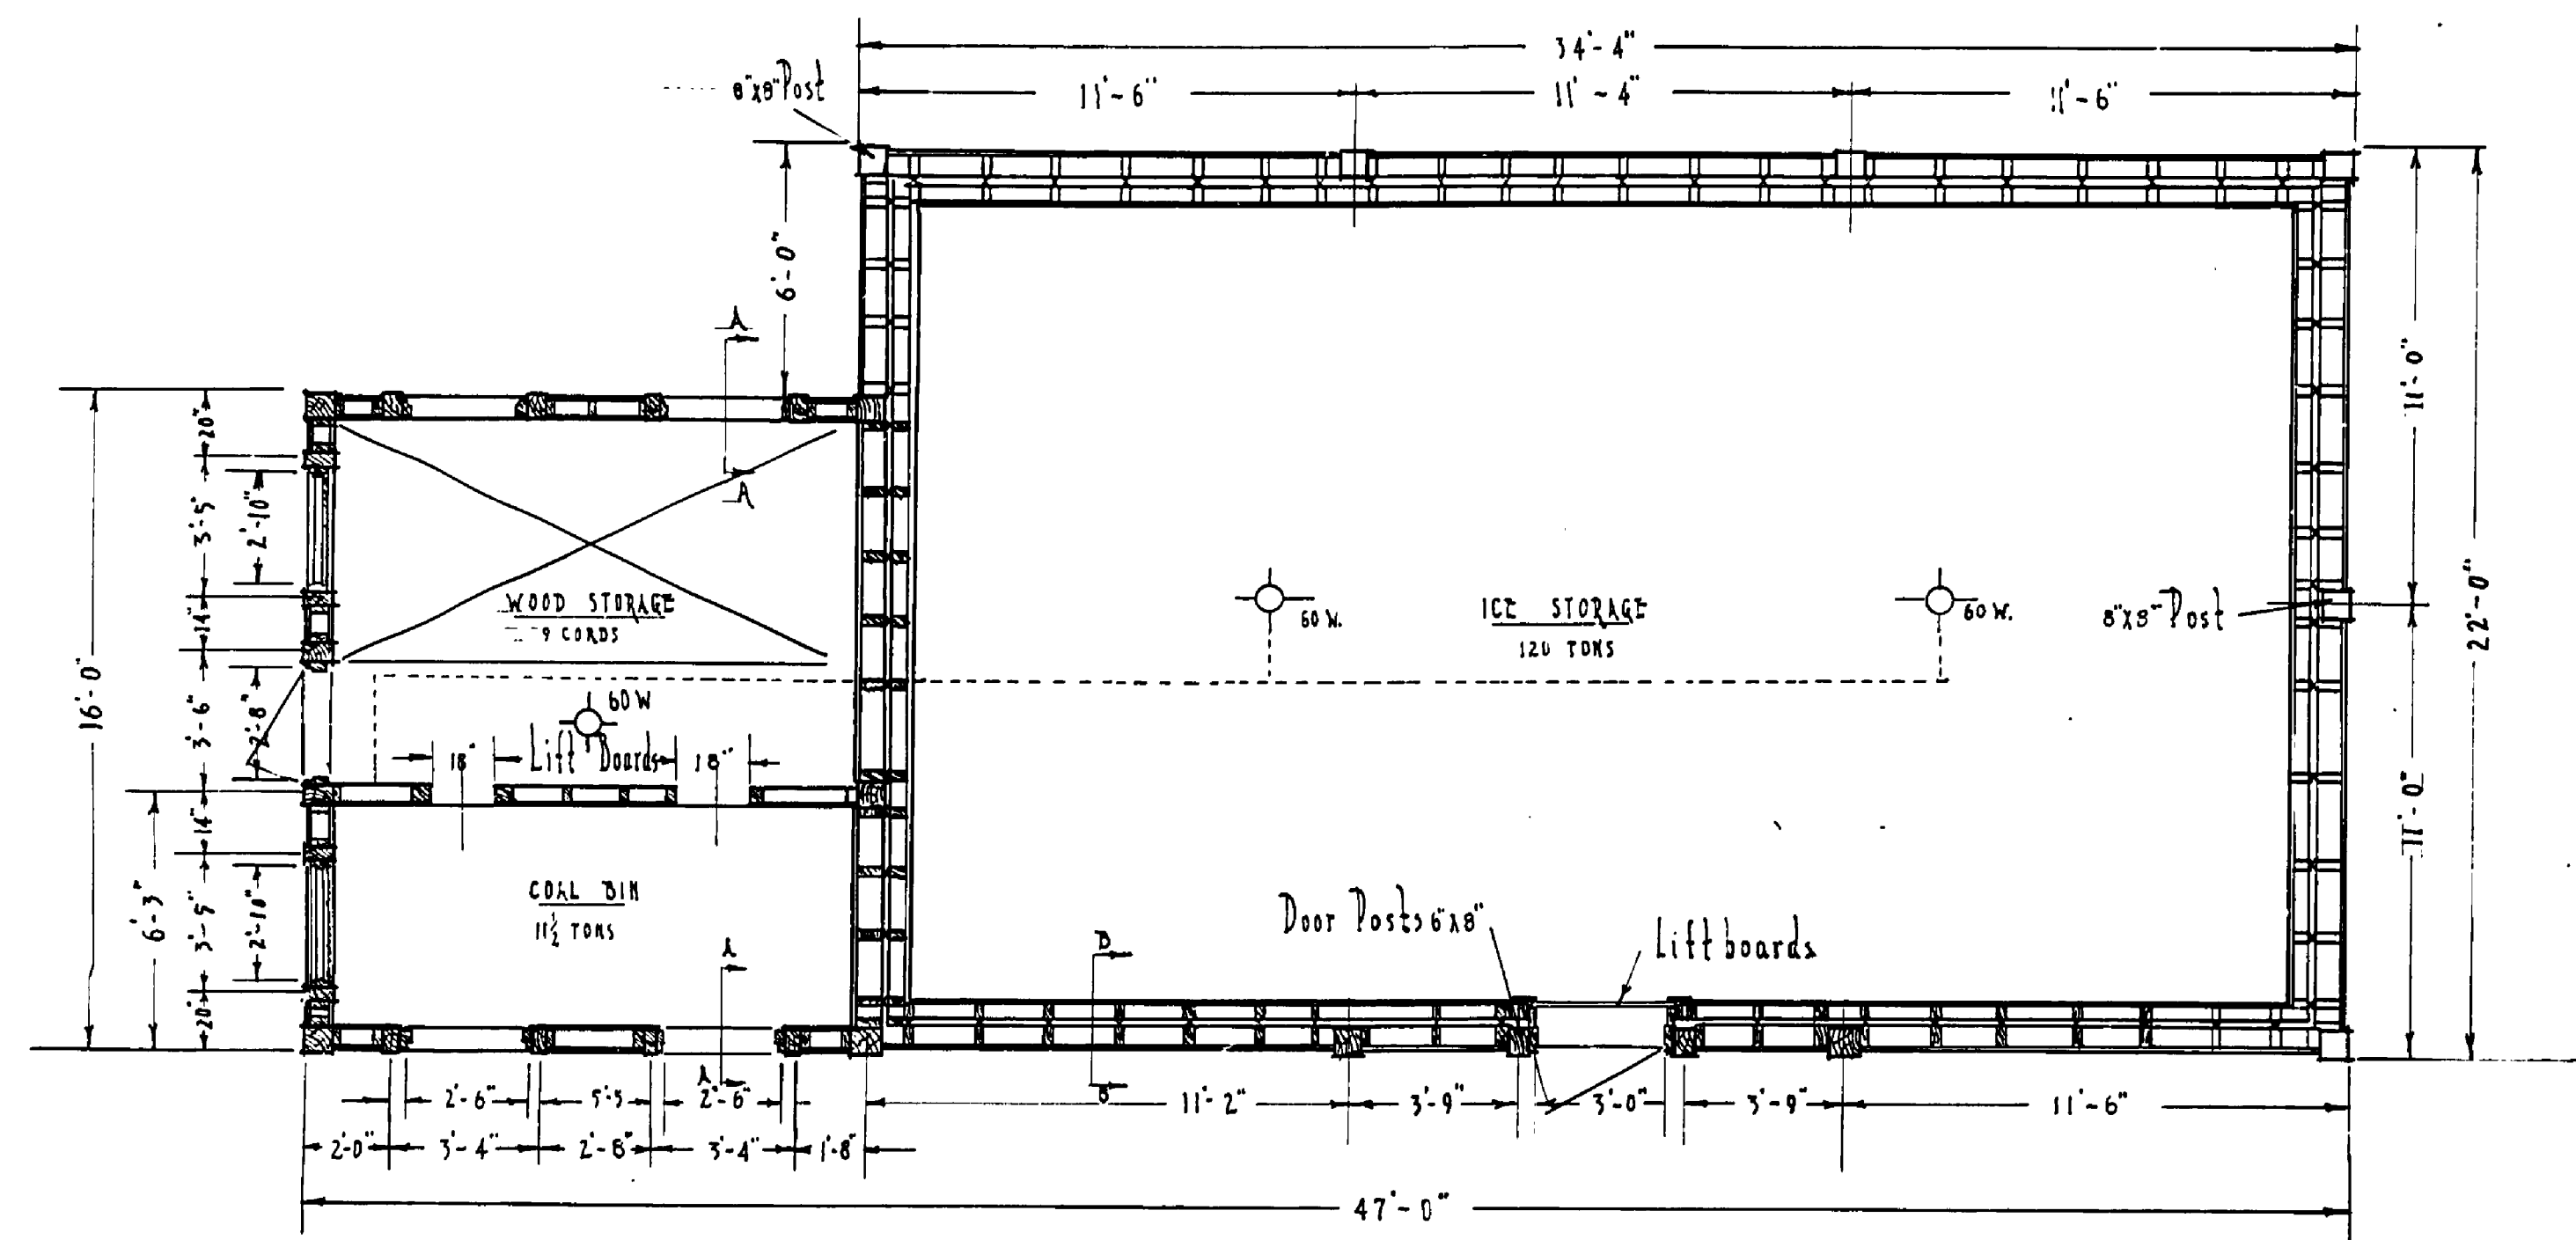 34'-4"
8"x8" Post
11'-6"
11'-4"
11'-6"
6'-0"
A
A
20"
3'-5"
2'-10"
14"
16'-0"
3'-6"
2'-8"
14"
6'-3"
3'-5"
2'-10"
20"
WOOD STORAGE
9 CORDS
60 W
18"
Lift Boards
18"
COAL BIN
11½ TONS
A
A
60 W.
ICE STORAGE
120 TONS
60 W.
8"x8" Post
11'-0"
22'-0"
11'-0"
Door Posts 6"x8"
Lift boards
B
B
2'-6"
2'-6"
11'-2"
3'-9"
3'-0"
3'-9"
11'-6"
2'-0"
3'-4"
2'-8"
3'-4"
1'-8"
47'-0"